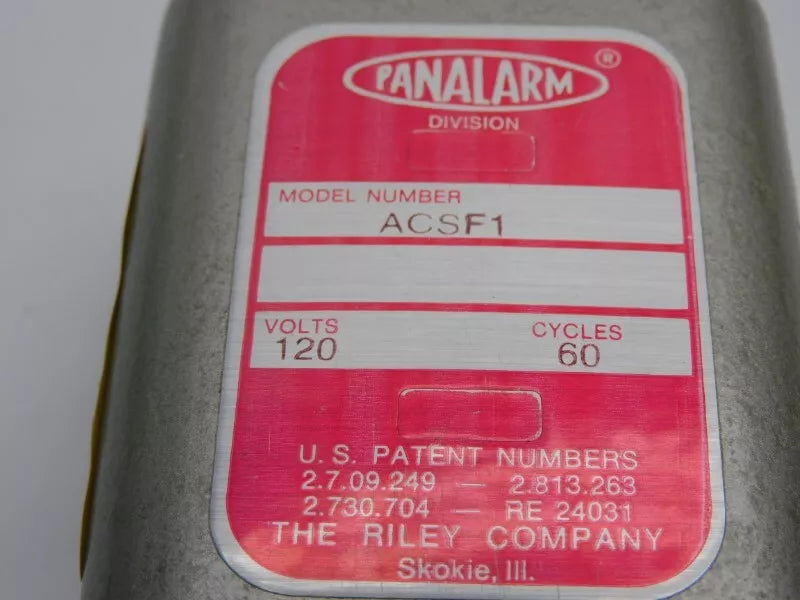 PANALARM ®
DIVISION
MODEL NUMBER
ACSF1
VOLTS CYCLES
120 60
U. S. PATENT NUMBERS
2.7.09.249 — 2.813.263
2.730.704 — RE 24031
THE RILEY COMPANY
Skokie, Ill.